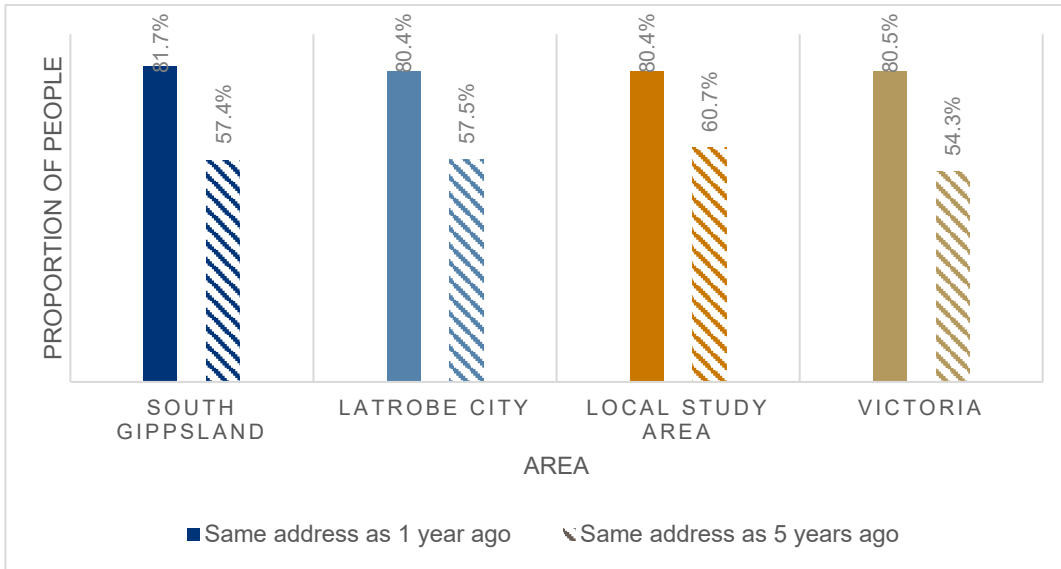 PROPORTION OF PEOPLE
81.7%
57.4%
80.4%
57.5%
80.4%
60.7%
80.5%
54.3%
SOUTH
GIPPSLAND
LATROBE CITY
LOCAL STUDY
AREA
VICTORIA
AREA
Same address as 1 year ago
Same address as 5 years ago